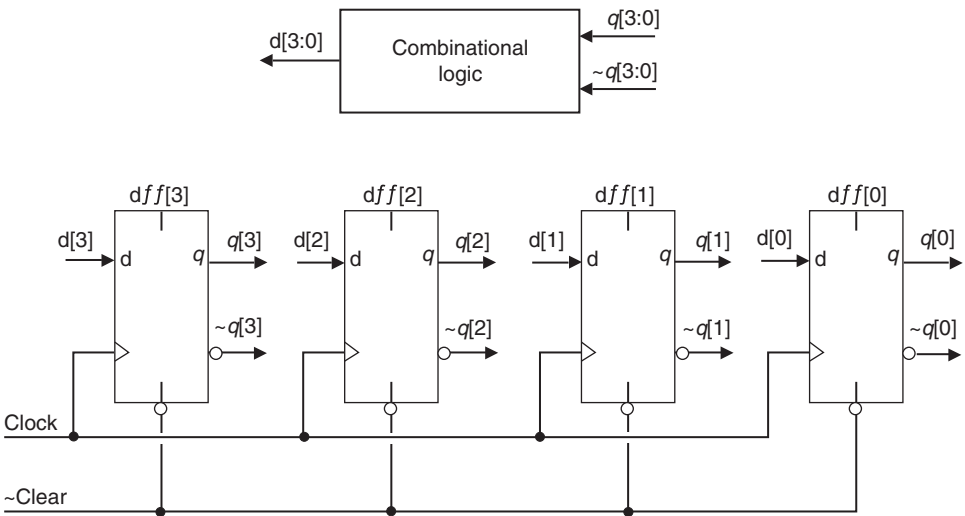 q[3:0]
d[3:0]
Combinational
logic
~q[3:0]
dff[3] dff[2] dff[1] dff[0]
d[3] q[3] d[2] q[2] d[1] q[1] d[0] q[0]
d q d q d q d q
~q[3] ~q[2] ~q[1] ~q[0]
Clock
~Clear